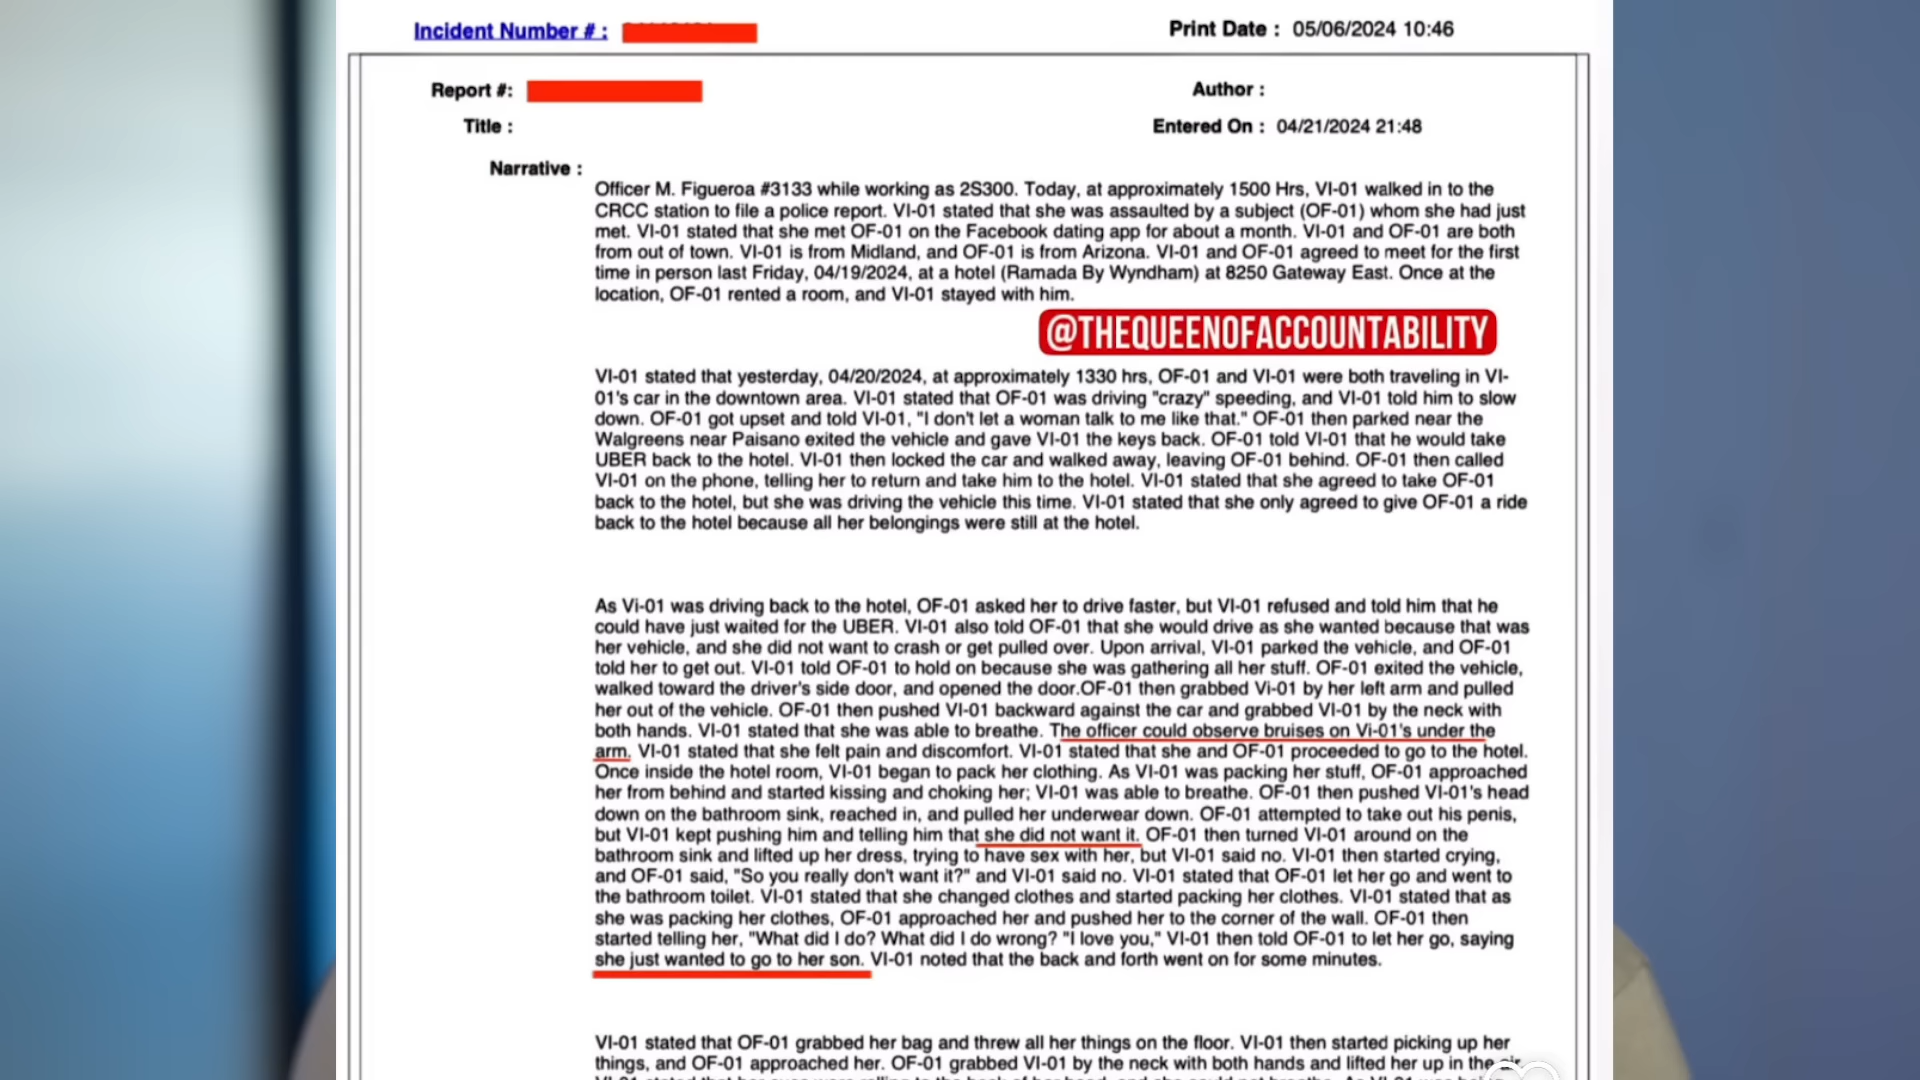 Incident Number # :
Print Date : 05/06/2024 10:46
Report #:
Author :
Title :
Entered On : 04/21/2024 21:48
Narrative :
Officer M. Figueroa #3133 while working as 2S300. Today, at approximately 1500 Hrs, VI-01 walked in to the
CRCC station to file a police report. VI-01 stated that she was assaulted by a subject (OF-01) whom she had just
met. VI-01 stated that she met OF-01 on the Facebook dating app for about a month. VI-01 and OF-01 are both
from out of town. VI-01 is from Midland, and OF-01 is from Arizona. VI-01 and OF-01 agreed to meet for the first
time in person last Friday, 04/19/2024, at a hotel (Ramada By Wyndham) at 8250 Gateway East. Once at the
location, OF-01 rented a room, and VI-01 stayed with him.
@THEQUEENOFACCOUNTABILITY
VI-01 stated that yesterday, 04/20/2024, at approximately 1330 hrs, OF-01 and VI-01 were both traveling in VI-
01's car in the downtown area. VI-01 stated that OF-01 was driving "crazy" speeding, and VI-01 told him to slow
down. OF-01 got upset and told VI-01, "I don't let a woman talk to me like that." OF-01 then parked near the
Walgreens near Paisano exited the vehicle and gave VI-01 the keys back. OF-01 told VI-01 that he would take
UBER back to the hotel. VI-01 then locked the car and walked away, leaving OF-01 behind. OF-01 then called
VI-01 on the phone, telling her to return and take him to the hotel. VI-01 stated that she agreed to take OF-01
back to the hotel, but she was driving the vehicle this time. VI-01 stated that she only agreed to give OF-01 a ride
back to the hotel because all her belongings were still at the hotel.
As Vi-01 was driving back to the hotel, OF-01 asked her to drive faster, but VI-01 refused and told him that he
could have just waited for the UBER. VI-01 also told OF-01 that she would drive as she wanted because that was
her vehicle, and she did not want to crash or get pulled over. Upon arrival, VI-01 parked the vehicle, and OF-01
told her to get out. VI-01 told OF-01 to hold on because she was gathering all her stuff. OF-01 exited the vehicle,
walked toward the driver's side door, and opened the door.OF-01 then grabbed Vi-01 by her left arm and pulled
her out of the vehicle. OF-01 then pushed VI-01 backward against the car and grabbed VI-01 by the neck with
both hands. VI-01 stated that she was able to breathe. The officer could observe bruises on Vi-01's under the
arm. VI-01 stated that she felt pain and discomfort. VI-01 stated that she and OF-01 proceeded to go to the hotel.
Once inside the hotel room, VI-01 began to pack her clothing. As VI-01 was packing her stuff, OF-01 approached
her from behind and started kissing and choking her; VI-01 was able to breathe. OF-01 then pushed VI-01's head
down on the bathroom sink, reached in, and pulled her underwear down. OF-01 attempted to take out his penis,
but VI-01 kept pushing him and telling him that she did not want it. OF-01 then turned VI-01 around on the
bathroom sink and lifted up her dress, trying to have sex with her, but VI-01 said no. VI-01 then started crying,
and OF-01 said, "So you really don't want it?" and VI-01 said no. VI-01 stated that OF-01 let her go and went to
the bathroom toilet. VI-01 stated that she changed clothes and started packing her clothes. VI-01 stated that as
she was packing her clothes, OF-01 approached her and pushed her to the corner of the wall. OF-01 then
started telling her, "What did I do? What did I do wrong? "I love you," VI-01 then told OF-01 to let her go, saying
she just wanted to go to her son. VI-01 noted that the back and forth went on for some minutes.
VI-01 stated that OF-01 grabbed her bag and threw all her things on the floor. VI-01 then started picking up her
things, and OF-01 approached her. OF-01 grabbed VI-01 by the neck with both hands and lifted her up in the